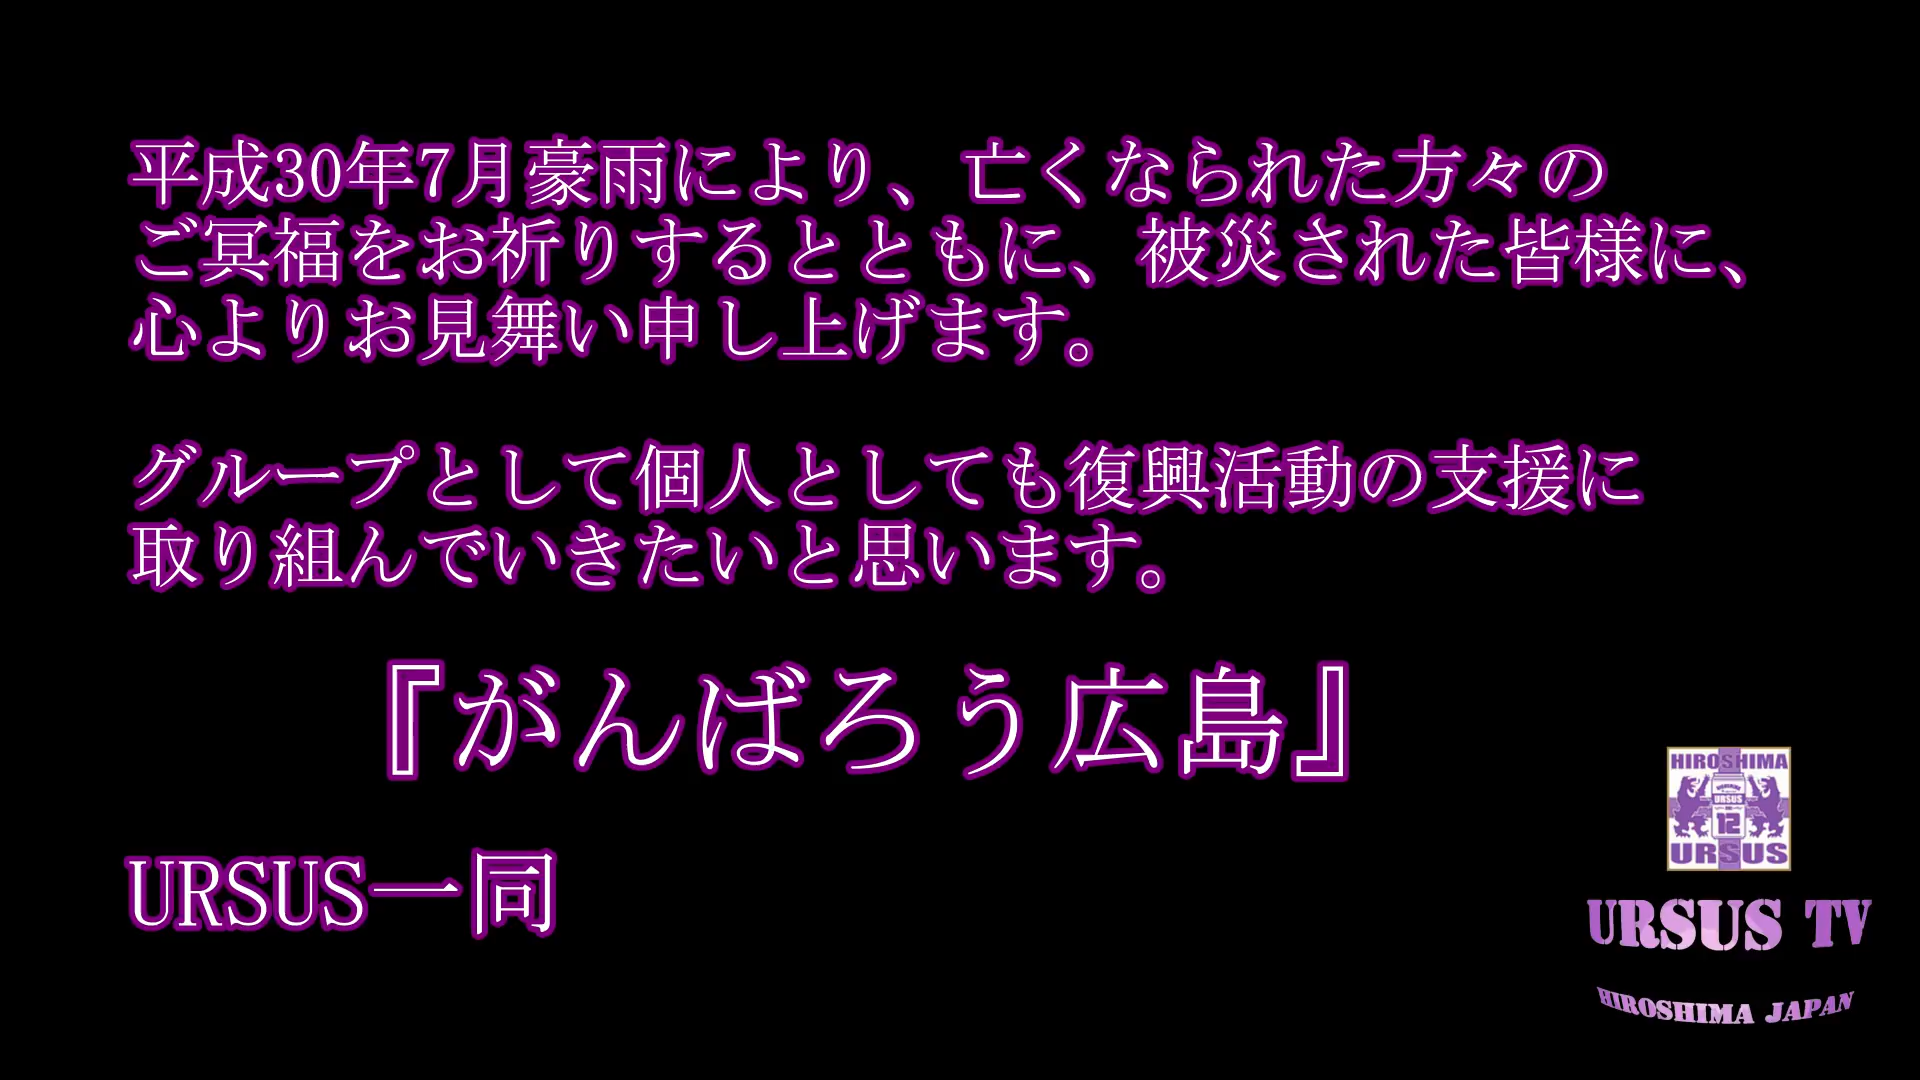 平成30年7月豪雨により、亡くなられた方々の
ご冥福をお祈りするとともに、被災された皆様に、
心よりお見舞い申し上げます。
グループとして個人としても復興活動の支援に
取り組んでいきたいと思います。
『がんばろう広島』
URSUS一同
HIROSHIMA
URSUS
12
URSUS
URSUS TV
HIROSHIMA JAPAN